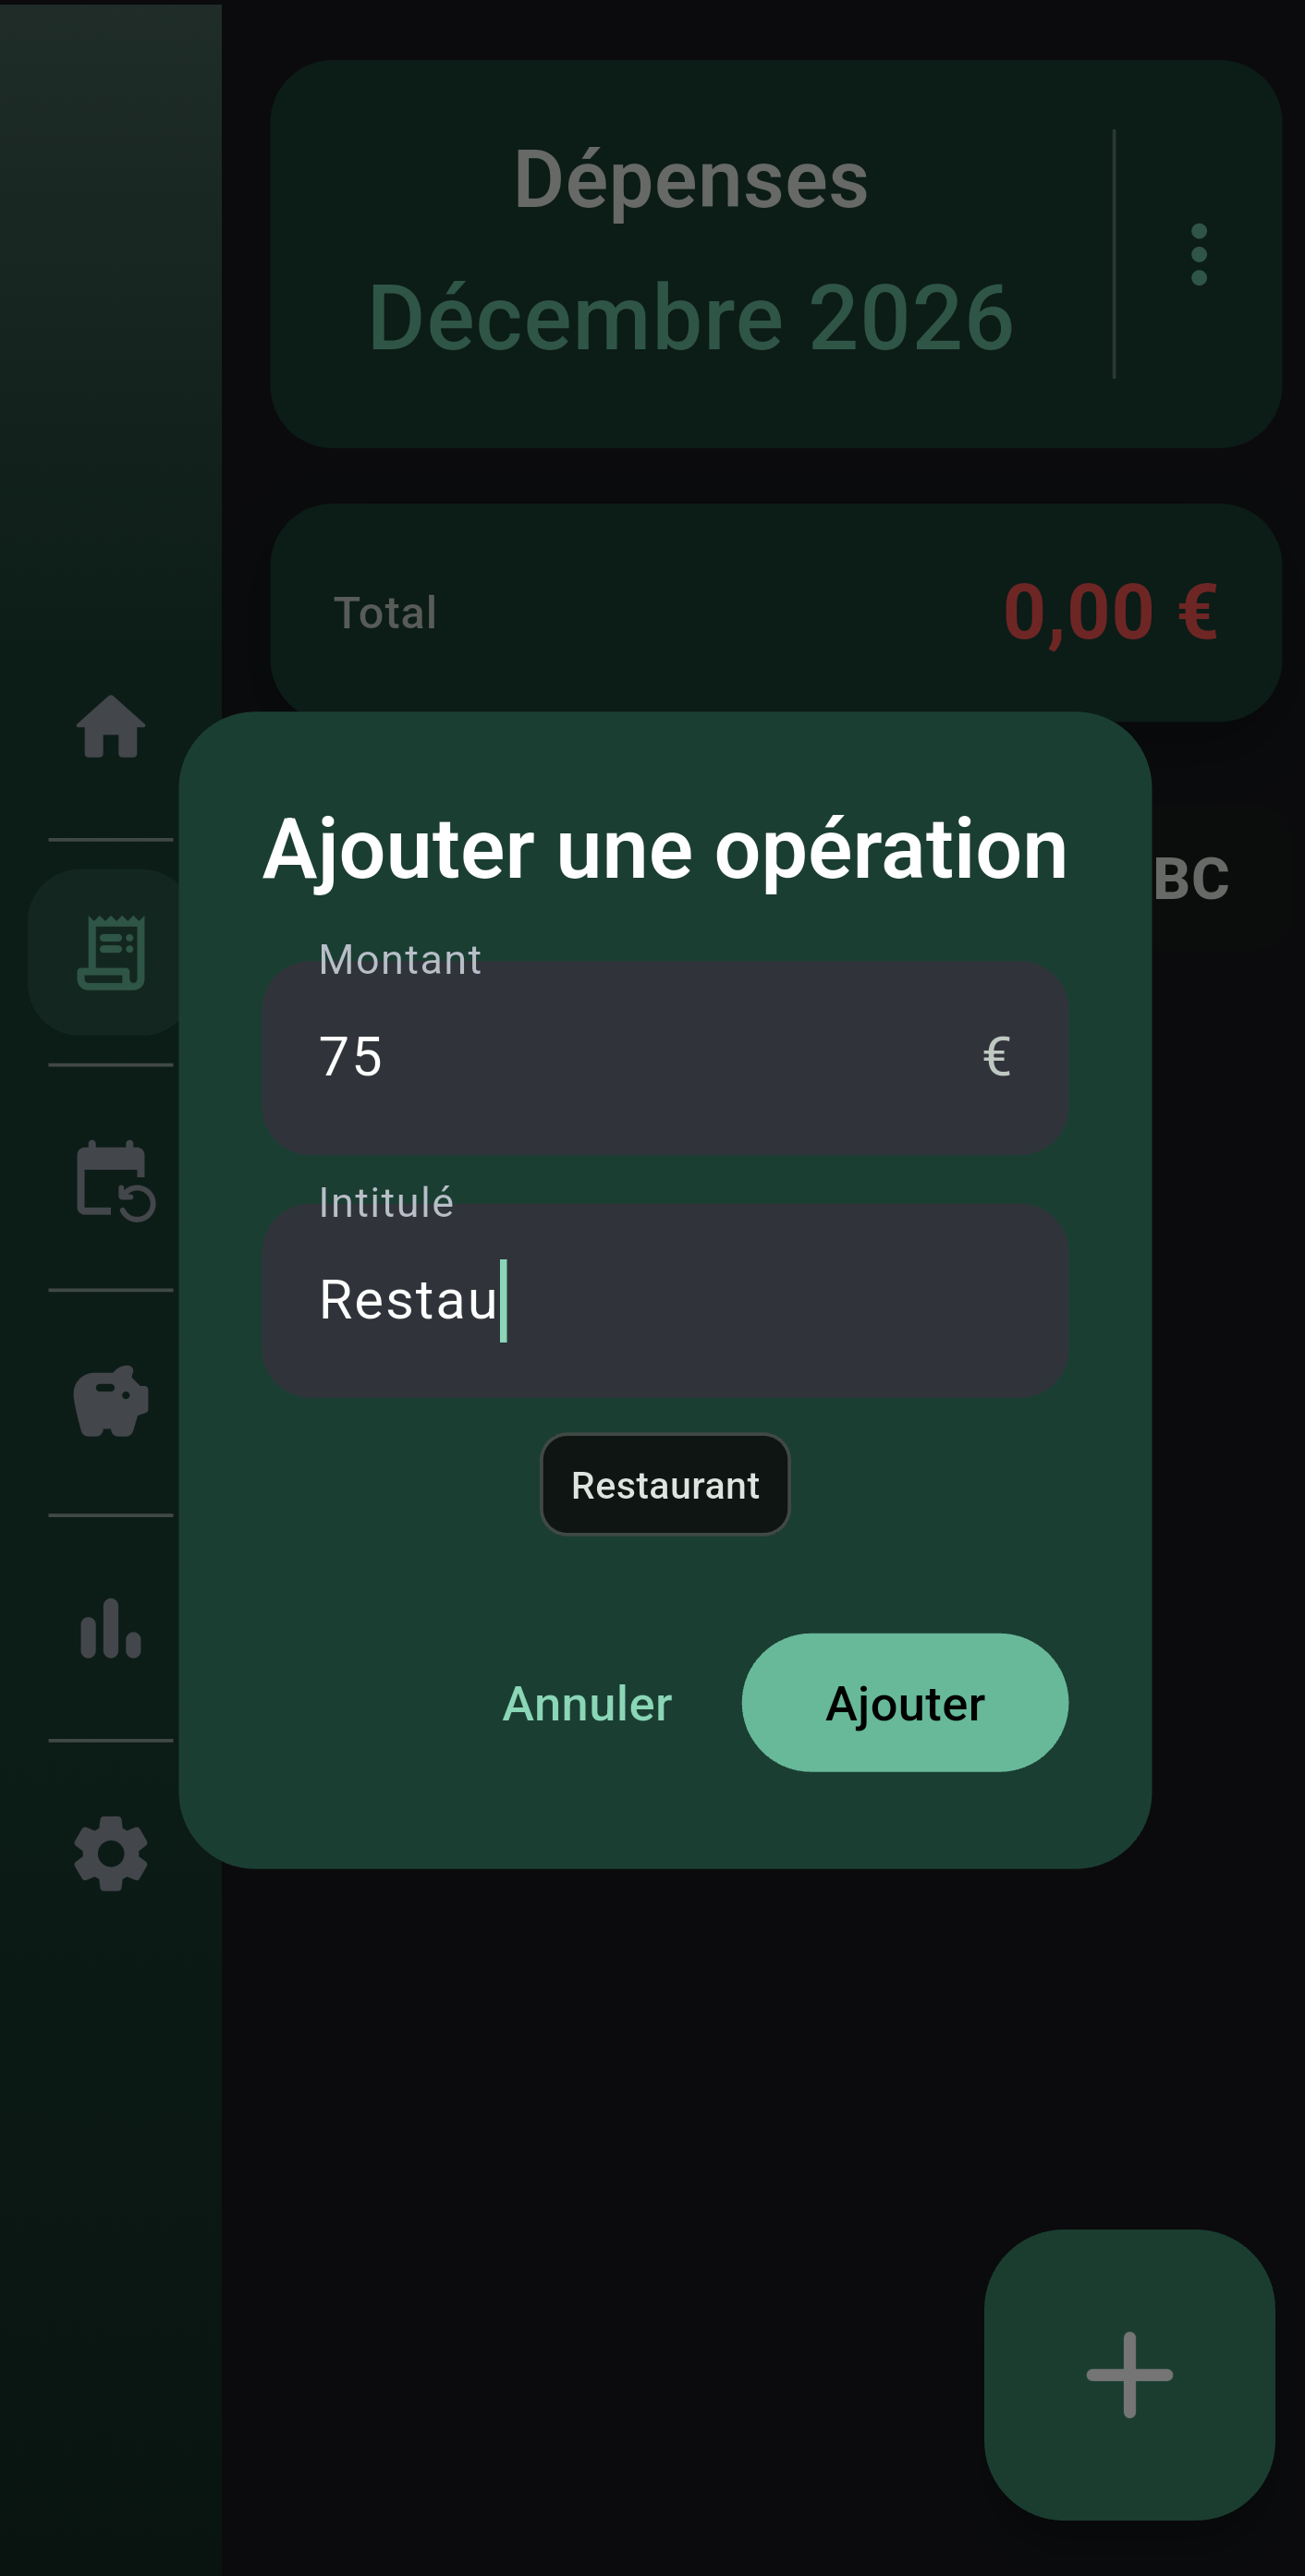 Dépenses
Décembre 2026
Total
0,00 €
BC
Ajouter une opération
Montant
75
€
Intitulé
Restau
Restaurant
Annuler
Ajouter